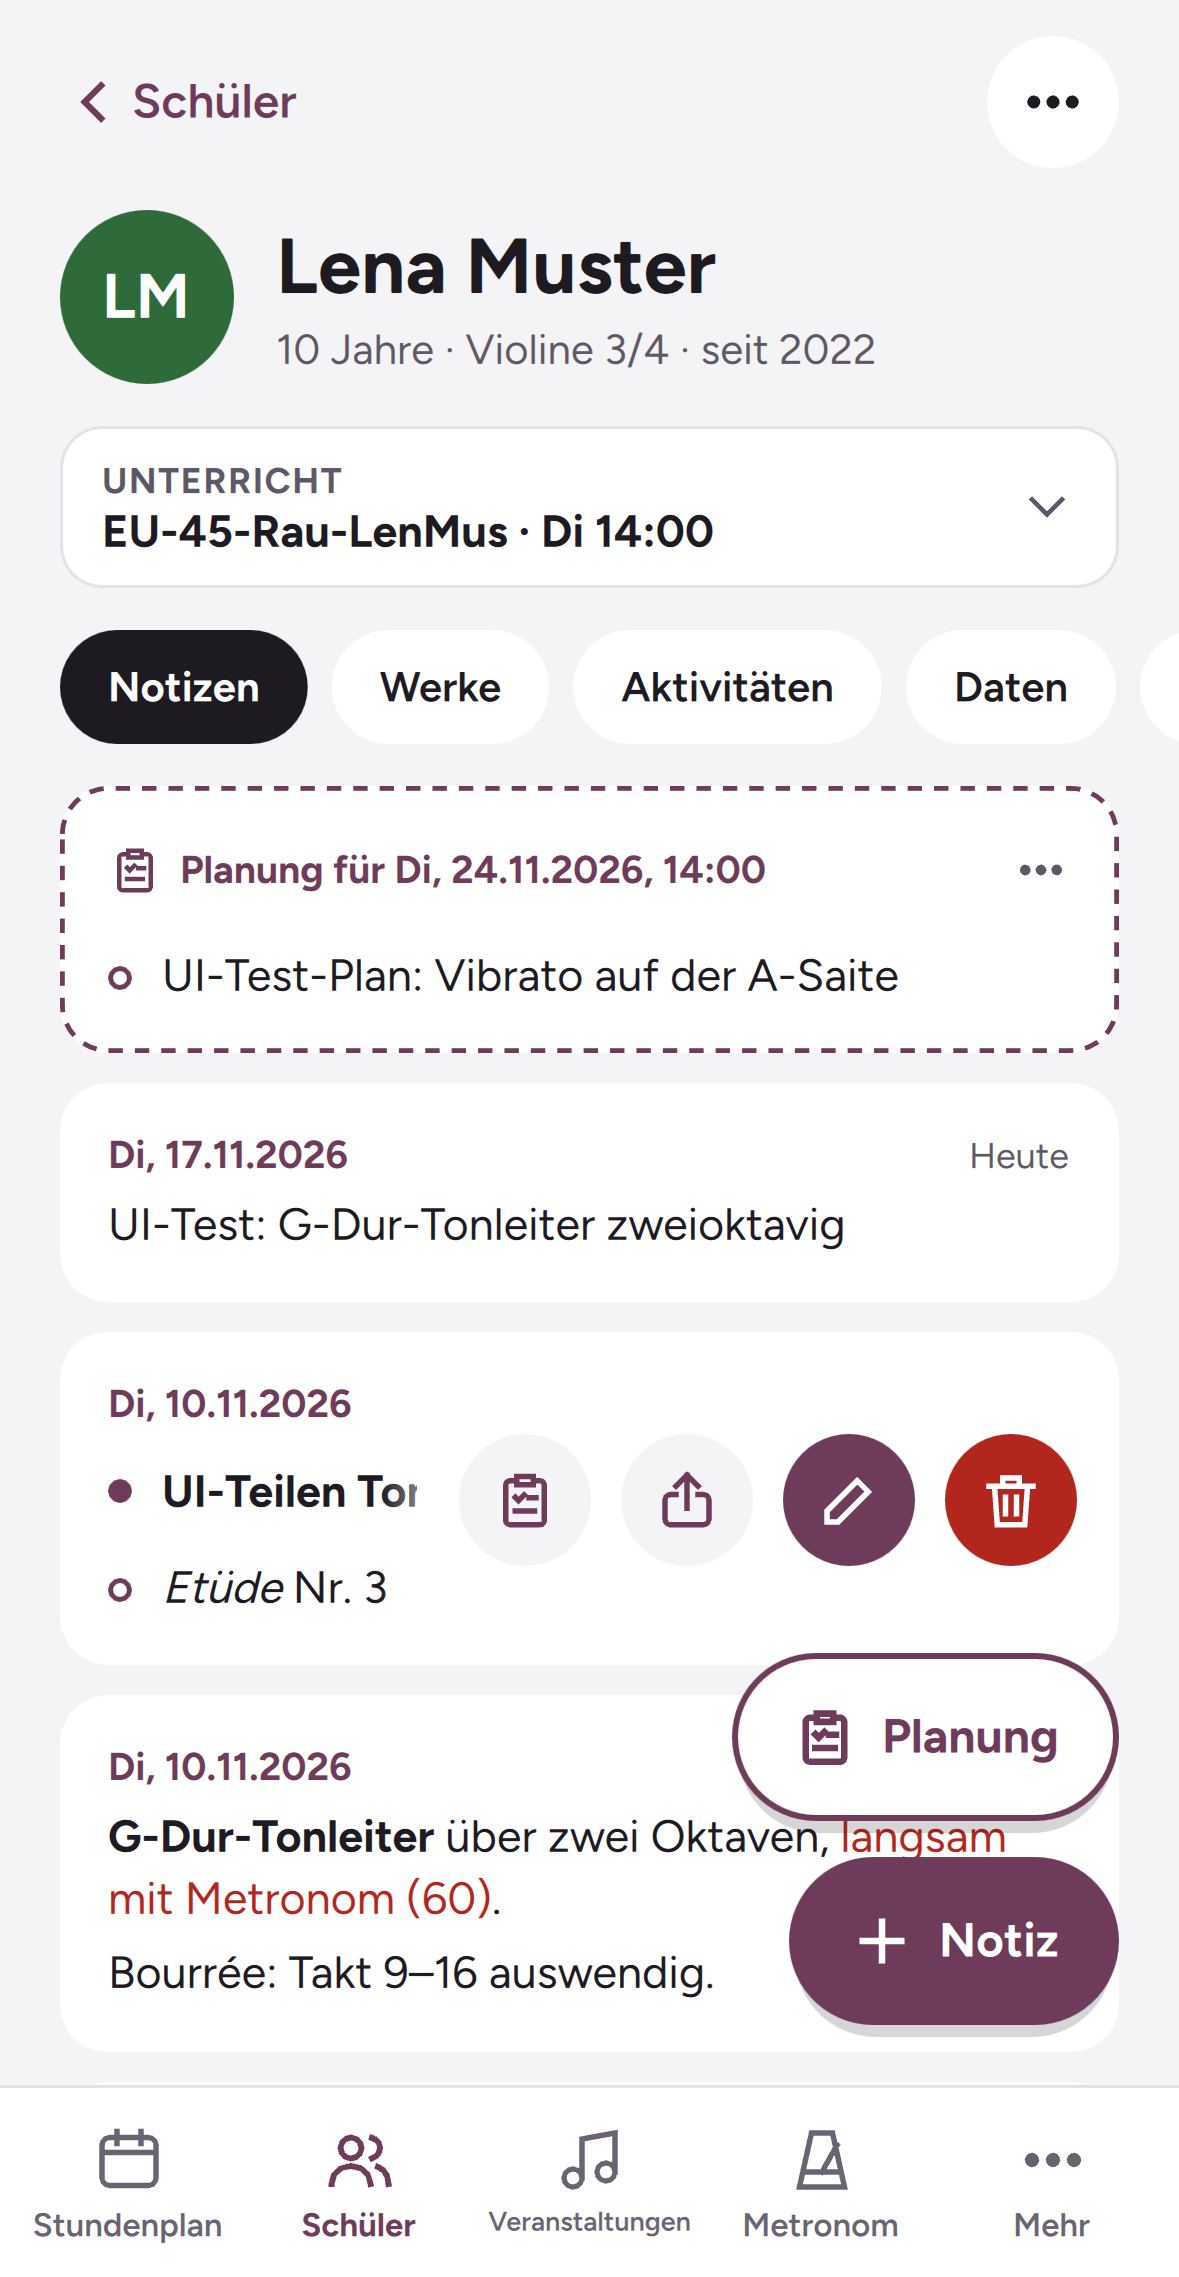 Schüler
LM
Lena Muster
10 Jahre · Violine 3/4 · seit 2022
UNTERRICHT
EU-45-Rau-LenMus · Di 14:00
Notizen
Werke
Aktivitäten
Daten
Planung für Di, 24.11.2026, 14:00
UI-Test-Plan: Vibrato auf der A-Saite
Di, 17.11.2026
Heute
UI-Test: G-Dur-Tonleiter zweioktavig
Di, 10.11.2026
UI-Teilen Tor
Etüde Nr. 3
Planung
Di, 10.11.2026
G-Dur-Tonleiter über zwei Oktaven, langsam
mit Metronom (60).
Notiz
Bourrée: Takt 9–16 auswendig.
Stundenplan
Schüler
Veranstaltungen
Metronom
Mehr